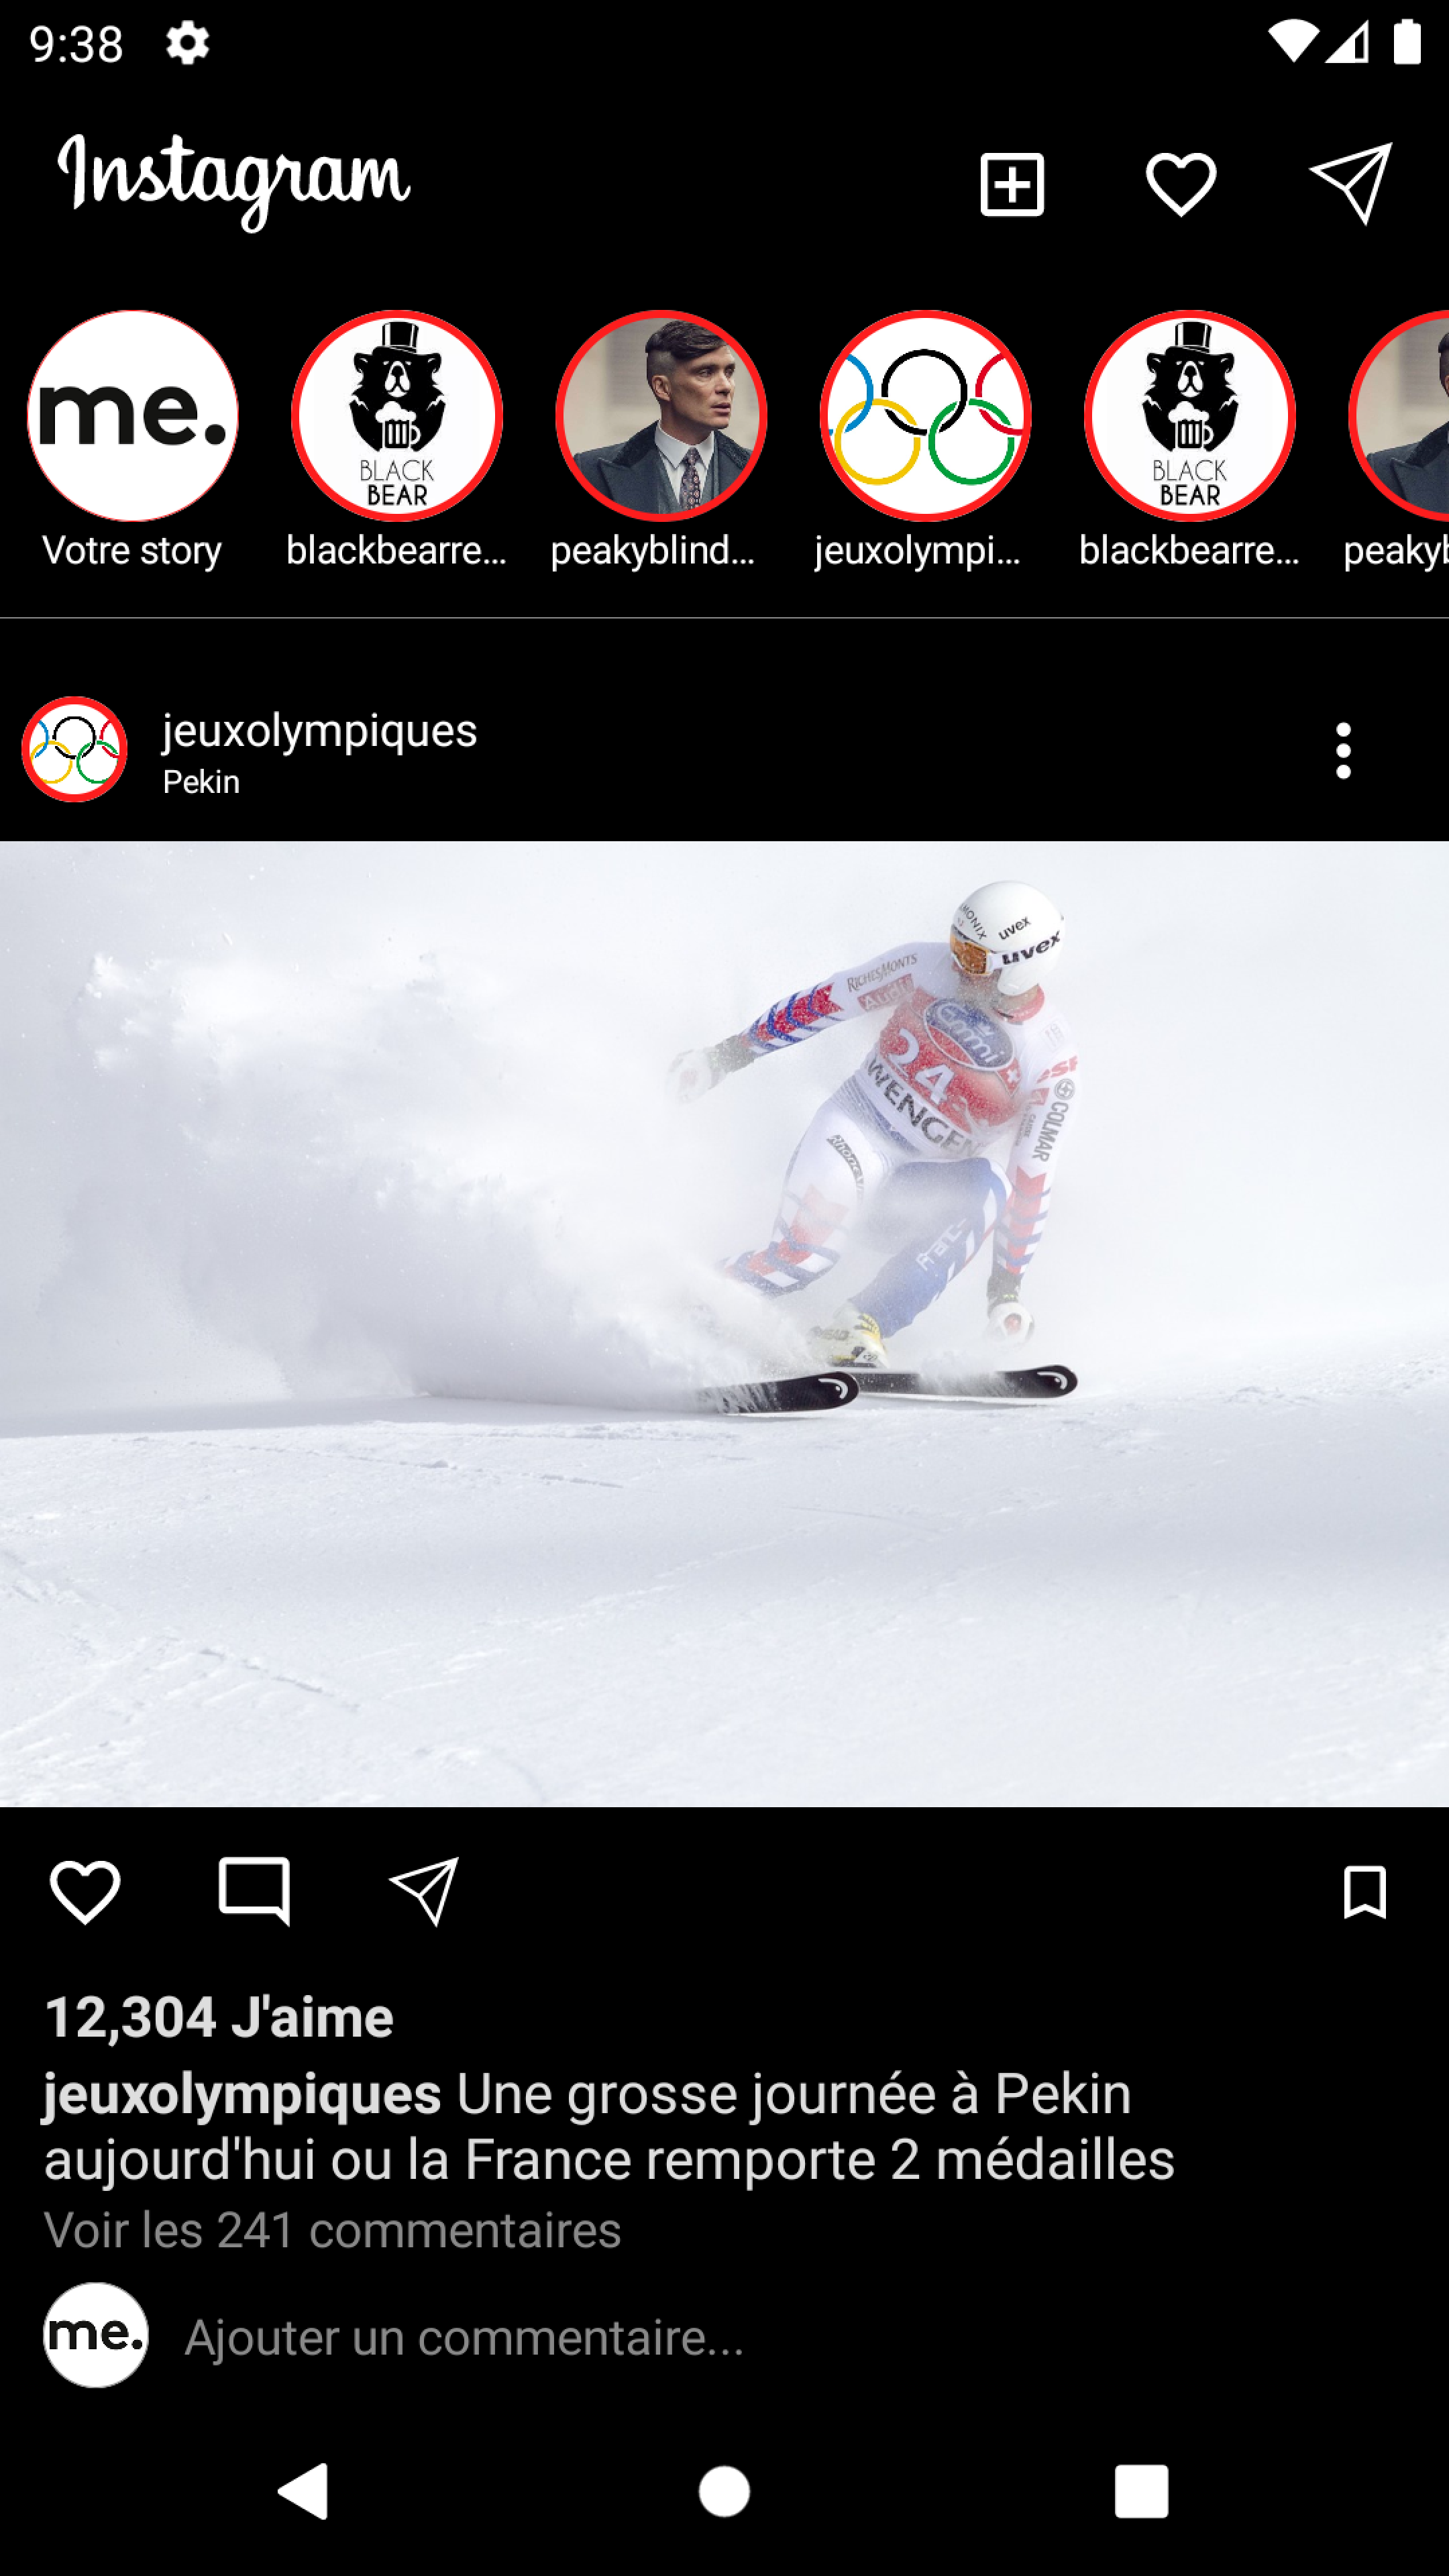 9:38
Instagram
me.
BLACK
BEAR
BLACK
BEAR
Votre story
blackbearre...
peakyblind...
jeuxolympi...
blackbearre...
peakyb
jeuxolympiques
Pekin
uvex
uvex
RICHESMONTS
Audi
Emmi
24
WENGEN
COLMAR
12,304 J'aime
jeuxolympiques Une grosse journée à Pekin
aujourd'hui ou la France remporte 2 médailles
Voir les 241 commentaires
me.
Ajouter un commentaire...